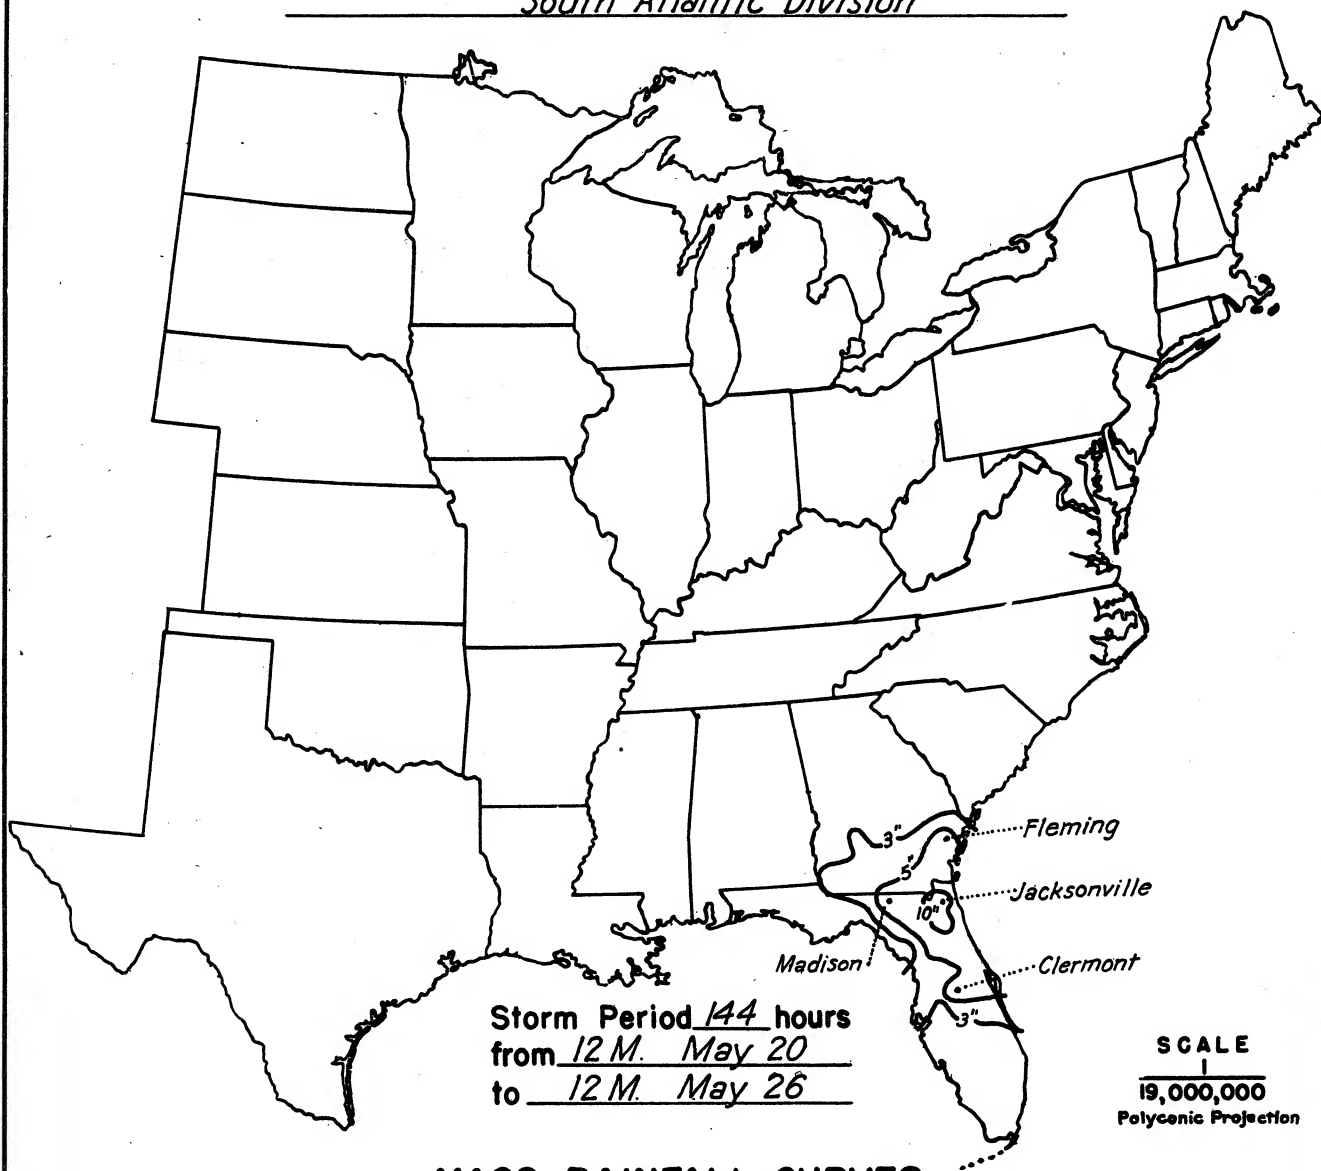 South Atlantic Division
3"
Fleming
5"
Jacksonville
10"
Madison
Clermont
3"
Storm Period 144 hours
from 12 M. May 20
to 12 M. May 26
SCALE
1
19,000,000
Polyconic Projection
MASS RAINFALL CURVES